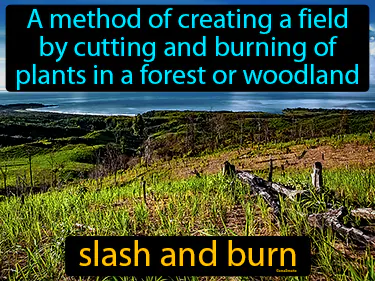 A method of creating a field
by cutting and burning of
plants in a forest or woodland
slash and burn